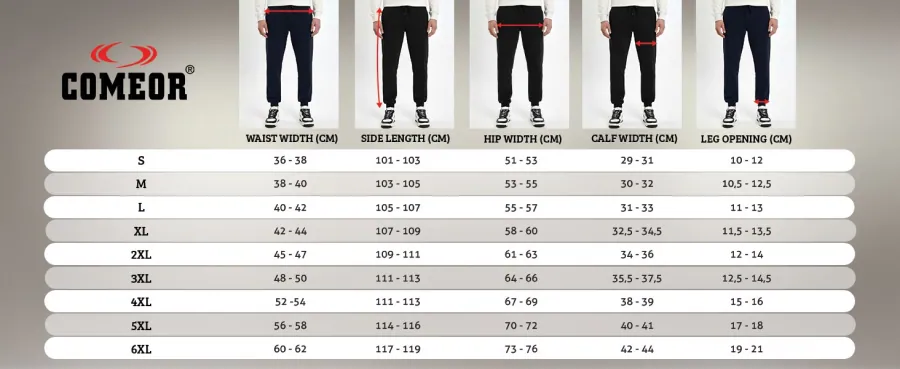 COMEOR®
WAIST WIDTH (CM) SIDE LENGTH (CM) HIP WIDTH (CM) CALF WIDTH (CM) LEG OPENING (CM)
S 36 - 38 101 - 103 51 - 53 29 - 31 10 - 12
M 38 - 40 103 - 105 53 - 55 30 - 32 10,5 - 12,5
L 40 - 42 105 - 107 55 - 57 31 - 33 11 - 13
XL 42 - 44 107 - 109 58 - 60 32,5 - 34,5 11,5 - 13,5
2XL 45 - 47 109 - 111 61 - 63 34 - 36 12 - 14
3XL 48 - 50 111 - 113 64 - 66 35,5 - 37,5 12,5 - 14,5
4XL 52 -54 111 - 113 67 - 69 38 - 39 15 - 16
5XL 56 - 58 114 - 116 70 - 72 40 - 41 17 - 18
6XL 60 - 62 117 - 119 73 - 76 42 - 44 19 - 21